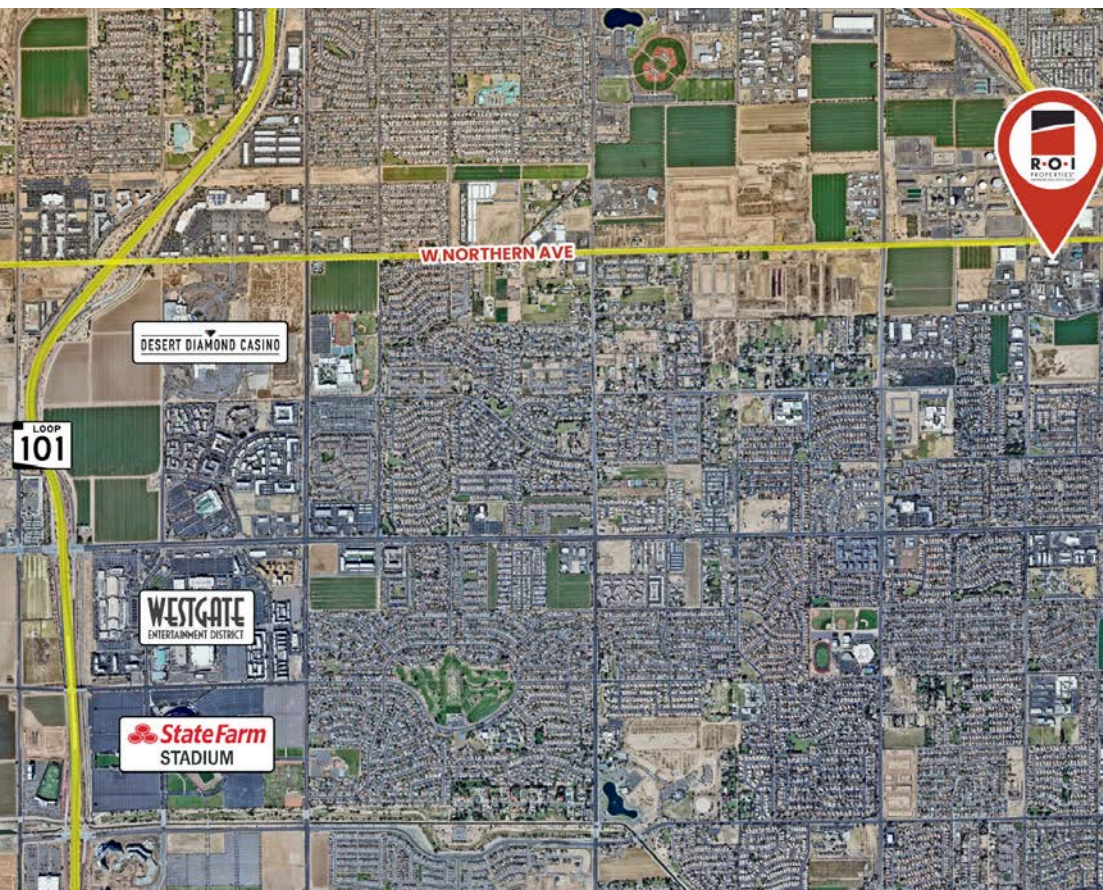 R·O·I
PROPERTIES
W NORTHERN AVE
DESERT DIAMOND CASINO
LOOP
101
WESTGATE
ENTERTAINMENT DISTRICT
State Farm
STADIUM